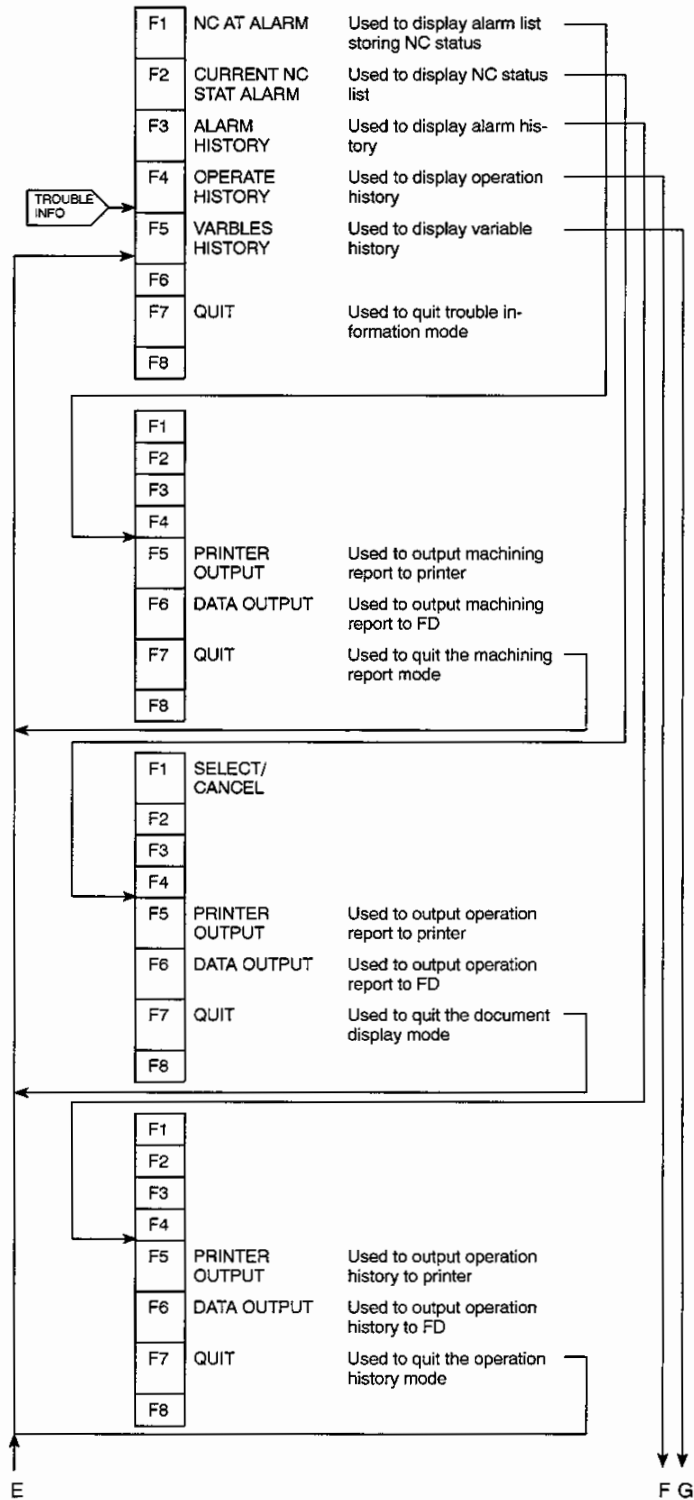 F1 NC AT ALARM Used to display alarm list
storing NC status
F2 CURRENT NC Used to display NC status
STAT ALARM list
F3 ALARM Used to display alarm his-
HISTORY tory
F4 OPERATE Used to display operation
HISTORY history
TROUBLE
INFO
F5 VARBLES Used to display variable
HISTORY history
F6
F7 QUIT Used to quit trouble in-
formation mode
F8
F1
F2
F3
F4
F5 PRINTER Used to output machining
OUTPUT report to printer
F6 DATA OUTPUT Used to output machining
report to FD
F7 QUIT Used to quit the machining
report mode
F8
F1 SELECT/
CANCEL
F2
F3
F4
F5 PRINTER Used to output operation
OUTPUT report to printer
F6 DATA OUTPUT Used to output operation
report to FD
F7 QUIT Used to quit the document
display mode
F8
F1
F2
F3
F4
F5 PRINTER Used to output operation
OUTPUT history to printer
F6 DATA OUTPUT Used to output operation
history to FD
F7 QUIT Used to quit the operation
history mode
F8
E F G